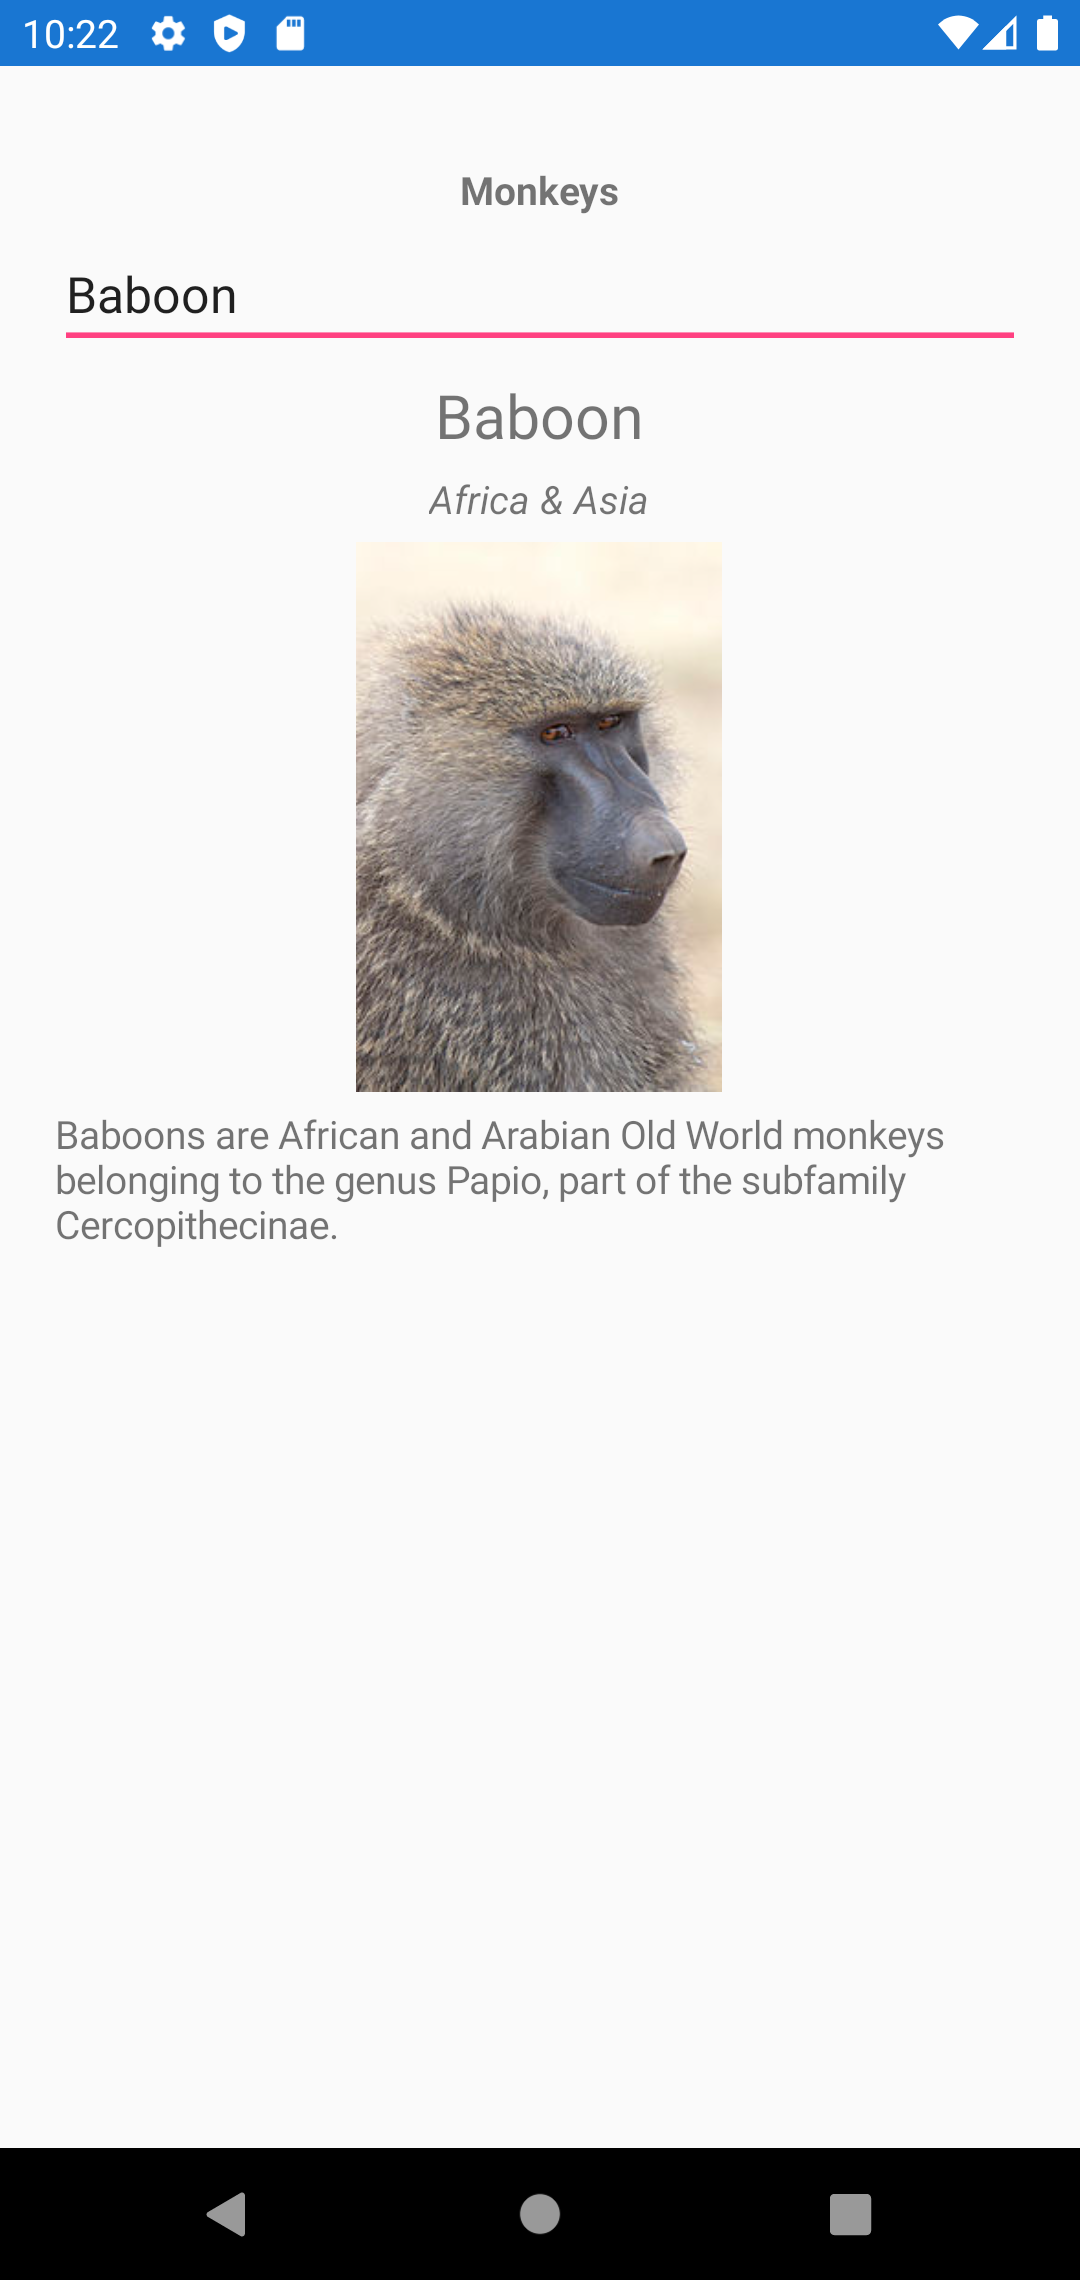 10:22
Monkeys
Baboon
Baboon
Africa & Asia
Baboons are African and Arabian Old World monkeys
belonging to the genus Papio, part of the subfamily
Cercopithecinae.